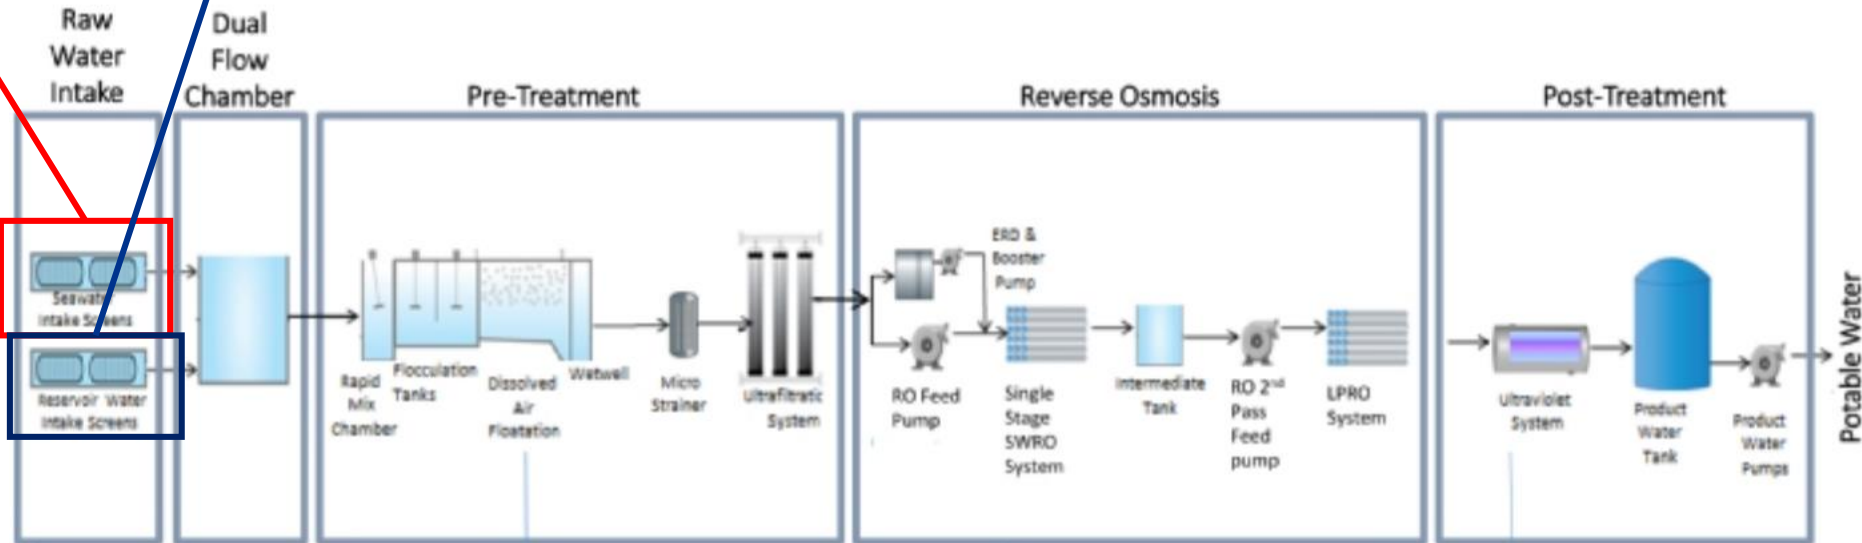 Raw
Water
Intake
Dual
Flow
Chamber
Pre-Treatment
Reverse Osmosis
Post-Treatment
Seawater
Intake Screens
Reservoir Water
Intake Screens
Rapid
Mix
Chamber
Flocculation
Tanks
Dissolved
Air
Floatation
Wetwell
Micro
Strainer
Ultrafiltratic
System
ERD &
Booster
Pump
RO Feed
Pump
Single
Stage
SWRO
System
Intermediate
Tank
RO 2nd
Pass
Feed
pump
LPRO
System
Ultraviolet
System
Product
Water
Tank
Product
Water
Pumps
Potable Water